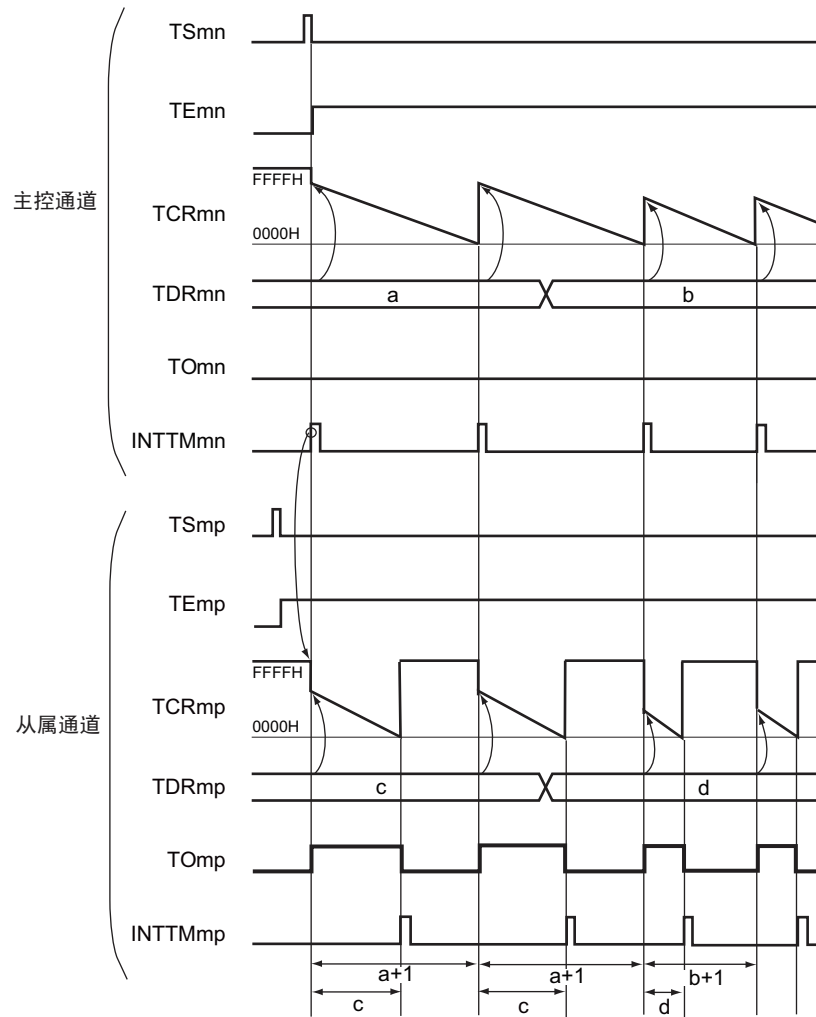 TSmn
TEmn
主控通道
FFFFH
TCRmn
0000H
TDRmn
a b
TOmn
INTTMmn
TSmp
TEmp
从属通道
FFFFH
TCRmp
0000H
TDRmp
c d
TOmp
INTTMmp
a+1 a+1 b+1
c c d